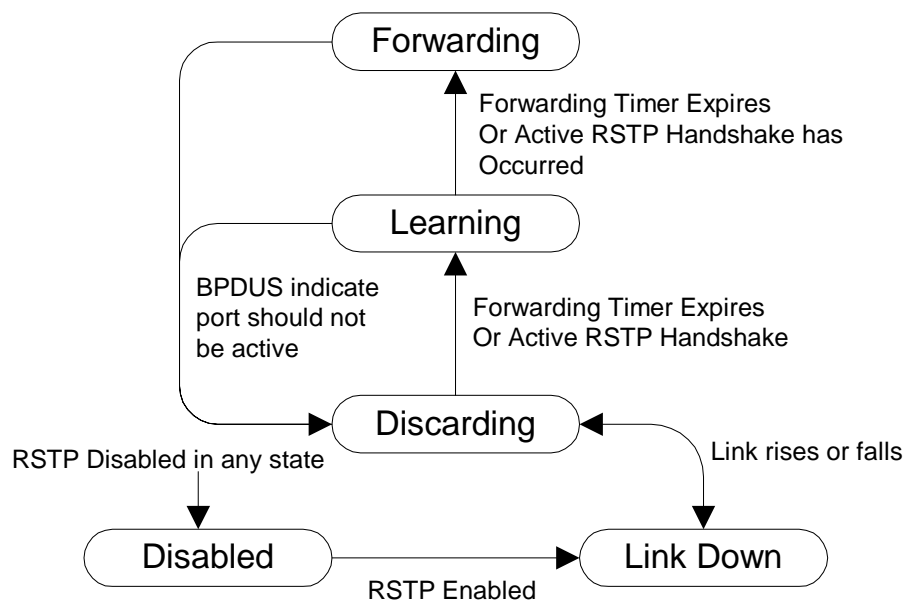 Forwarding
Forwarding Timer Expires
Or Active RSTP Handshake has
Occurred
Learning
BPDUS indicate
port should not
be active
Forwarding Timer Expires
Or Active RSTP Handshake
Discarding
RSTP Disabled in any state
Link rises or falls
Disabled
Link Down
RSTP Enabled